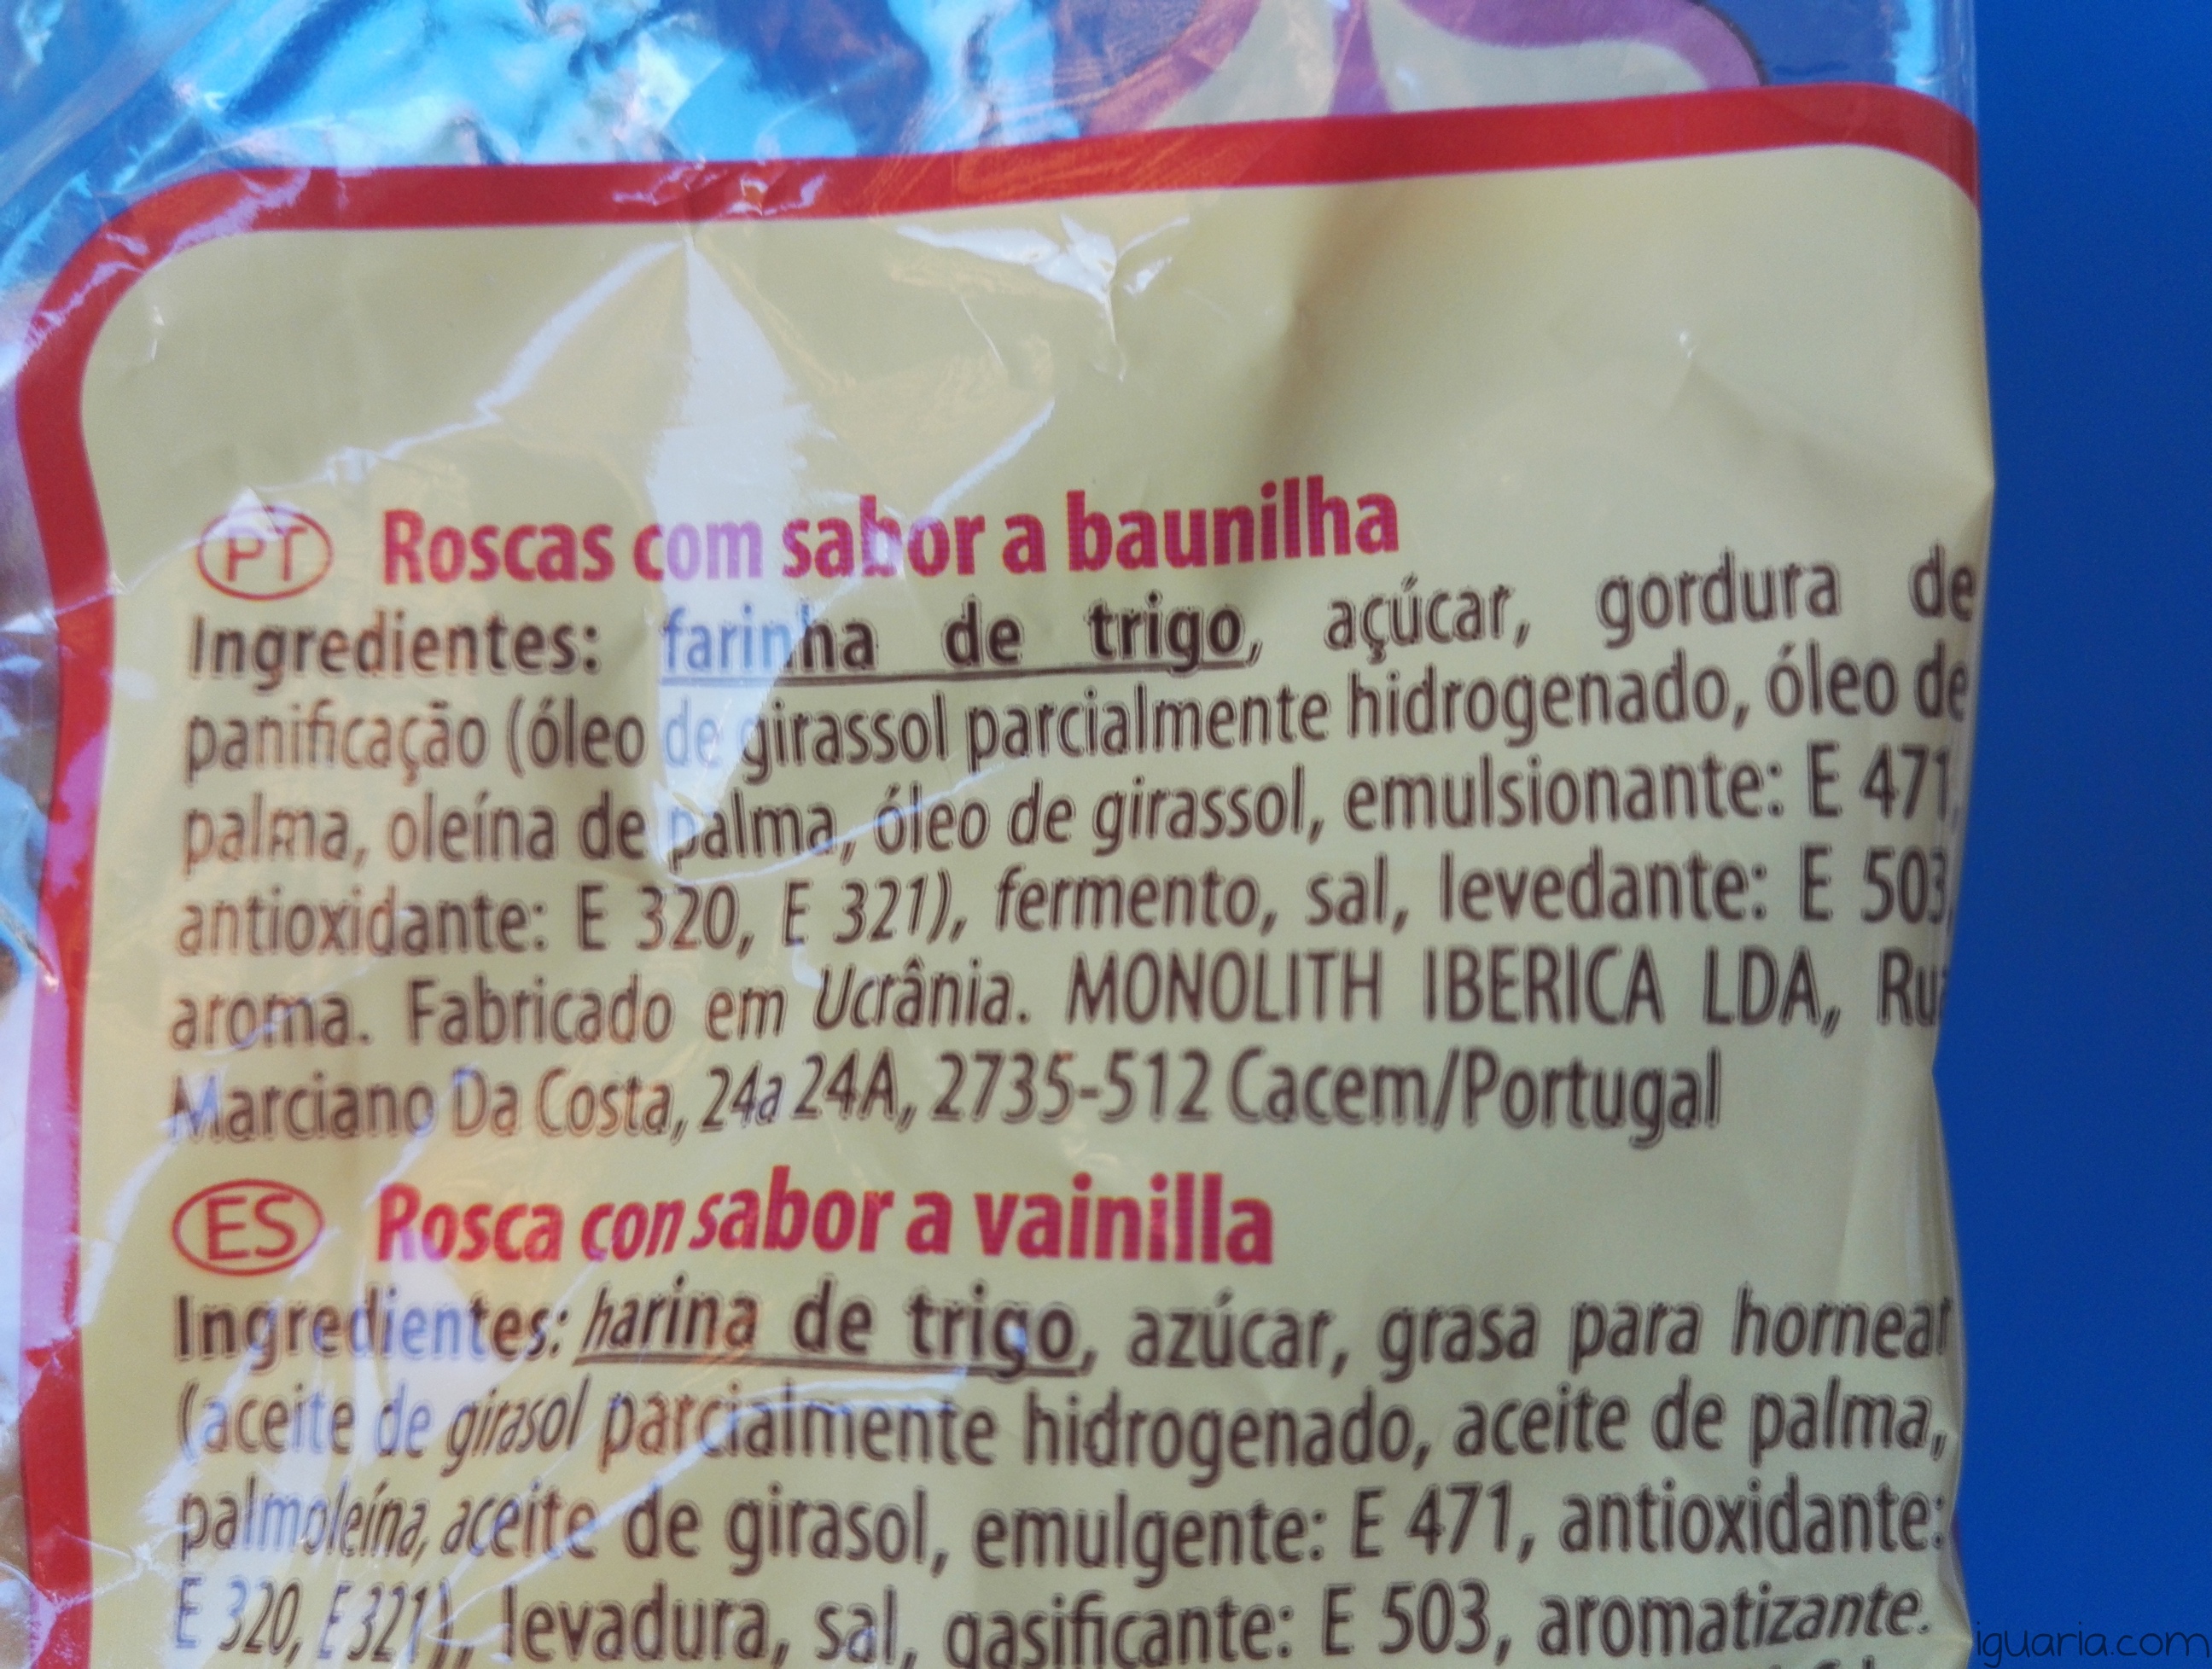 PT Roscas com sabor a baunilha
Ingredientes: farinha de trigo, açúcar, gordura de
panificação (óleo de girassol parcialmente hidrogenado, óleo de
palma, oleína de palma, óleo de girassol, emulsionante: E 471,
antioxidante: E 320, E 321), fermento, sal, levedante: E 503,
aroma. Fabricado em Ucrânia. MONOLITH IBERICA LDA, Rua
Marciano Da Costa, 24a 24A, 2735-512 Cacem/Portugal
ES Rosca con sabor a vainilla
Ingredientes: harina de trigo, azúcar, grasa para hornear
(aceite de girasol parcialmente hidrogenado, aceite de palma,
palmoleína, aceite de girasol, emulgente: E 471, antioxidante:
E 320, E 321), levadura, sal, gasificante: E 503, aromatizante.
iguaria.com